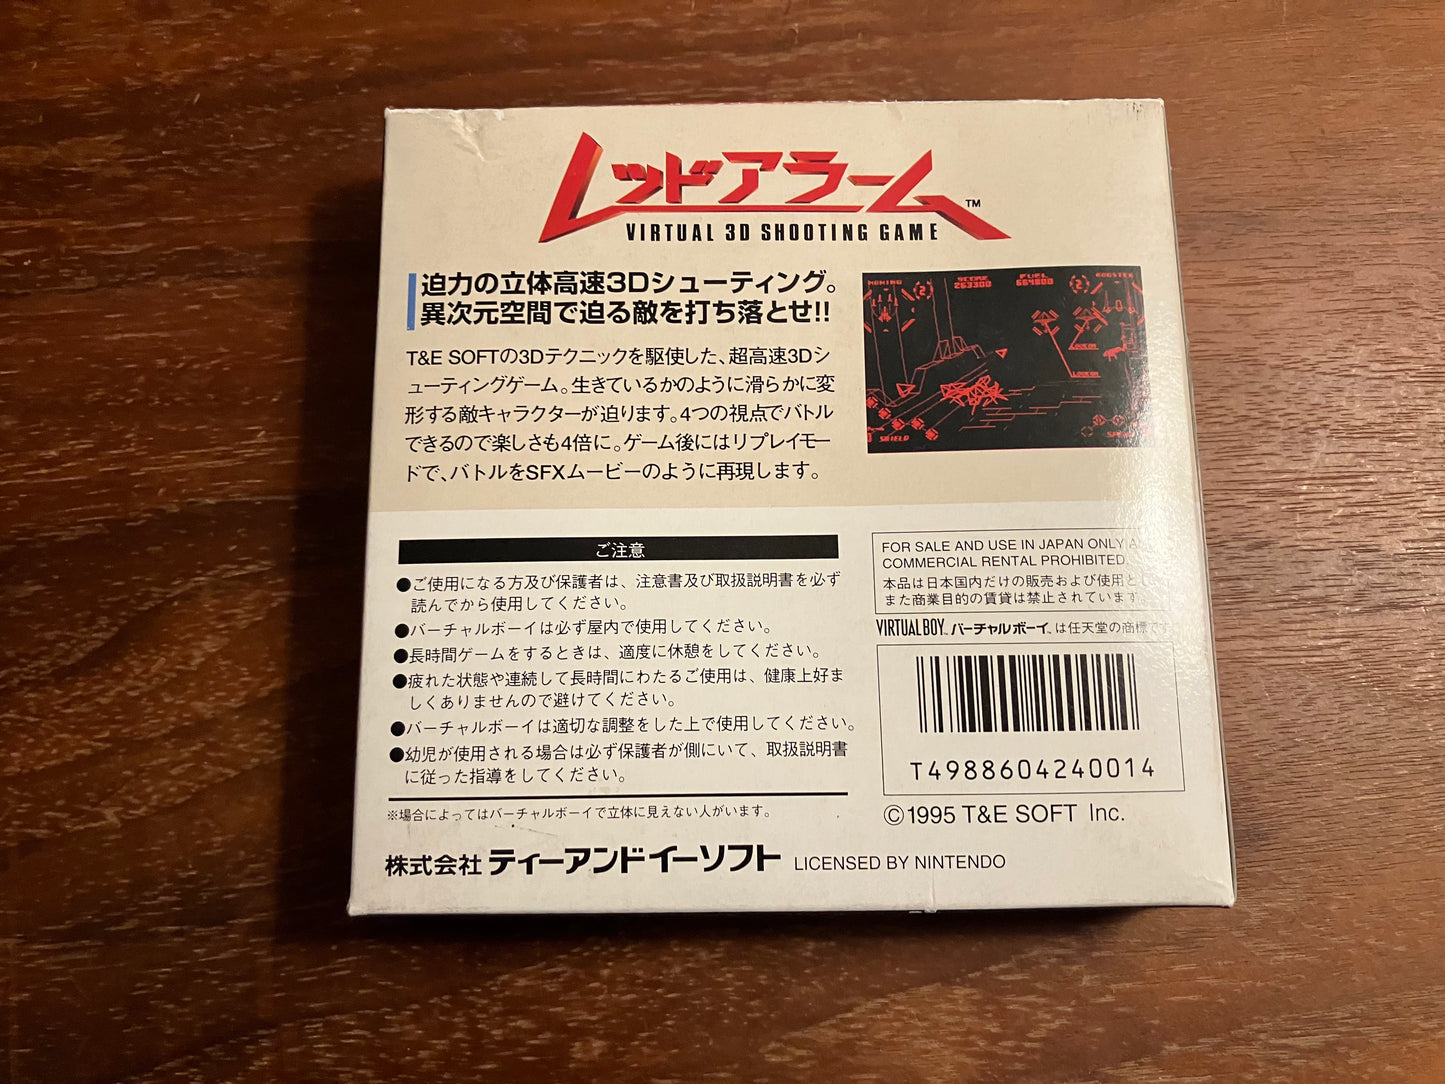 レッドアラーム™
VIRTUAL 3D SHOOTING GAME
迫力の立体高速3Dシューティング。
異次元空間で迫る敵を打ち落とせ!!
T&E SOFTの3Dテクニックを駆使した、超高速3Dシ
ューティングゲーム。生きているかのように滑らかに変
形する敵キャラクターが迫ります。4つの視点でバトル
できるので楽しさも4倍に。ゲーム後にはリプレイモー
ドで、バトルをSFXムービーのように再現します。
SCORE
263300
FUEL
664800
BOOSTER
2
2
LOCKON
SHIELD
ご注意
●ご使用になる方及び保護者は、注意書及び取扱説明書を必ず
読んでから使用してください。
●バーチャルボーイは必ず屋内で使用してください。
●長時間ゲームをするときは、適度に休憩をしてください。
●疲れた状態や連続して長時間にわたるご使用は、健康上好ま
しくありませんので避けてください。
●バーチャルボーイは適切な調整をした上で使用してください。
●幼児が使用される場合は必ず保護者が側にいて、取扱説明書
に従った指導をしてください。
※場合によってはバーチャルボーイで立体に見えない人がいます。
株式会社 ティーアンドイーソフト LICENSED BY NINTENDO
FOR SALE AND USE IN JAPAN ONLY
COMMERCIAL RENTAL PROHIBITED.
本品は日本国内だけの販売および使用と
また商業目的の賃貸は禁止されています。
VIRTUAL BOY™ バーチャルボーイ™は任天堂の商標です
T4988604240014
©1995 T&E SOFT Inc.